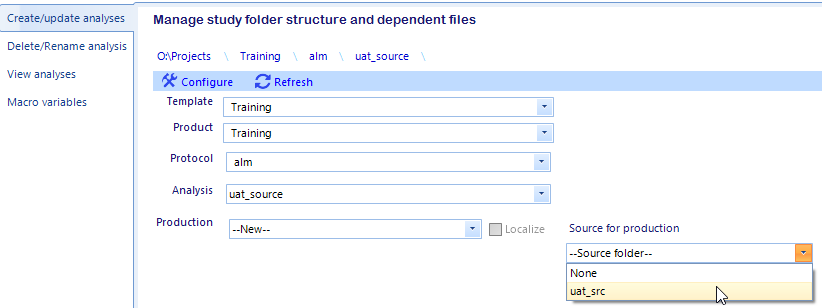 Create/update analyses
Delete/Rename analysis
View analyses
Macro variables
Manage study folder structure and dependent files
O:\Projects \ Training \ alm \ uat_source \
Configure Refresh
Template Training
Product Training
Protocol alm
Analysis uat_source
Production --New-- Localize
Source for production
--Source folder--
None
uat_src